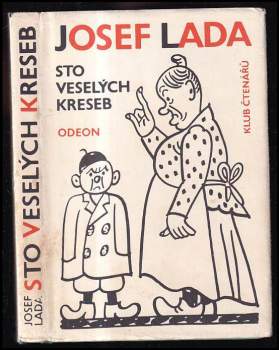 JOSEF LADA
STO
VESELÝCH
KRESEB
ODEON
KLUB ČTENÁŘŮ
JOSEF
LADA
STO VESELÝCH KRESEB